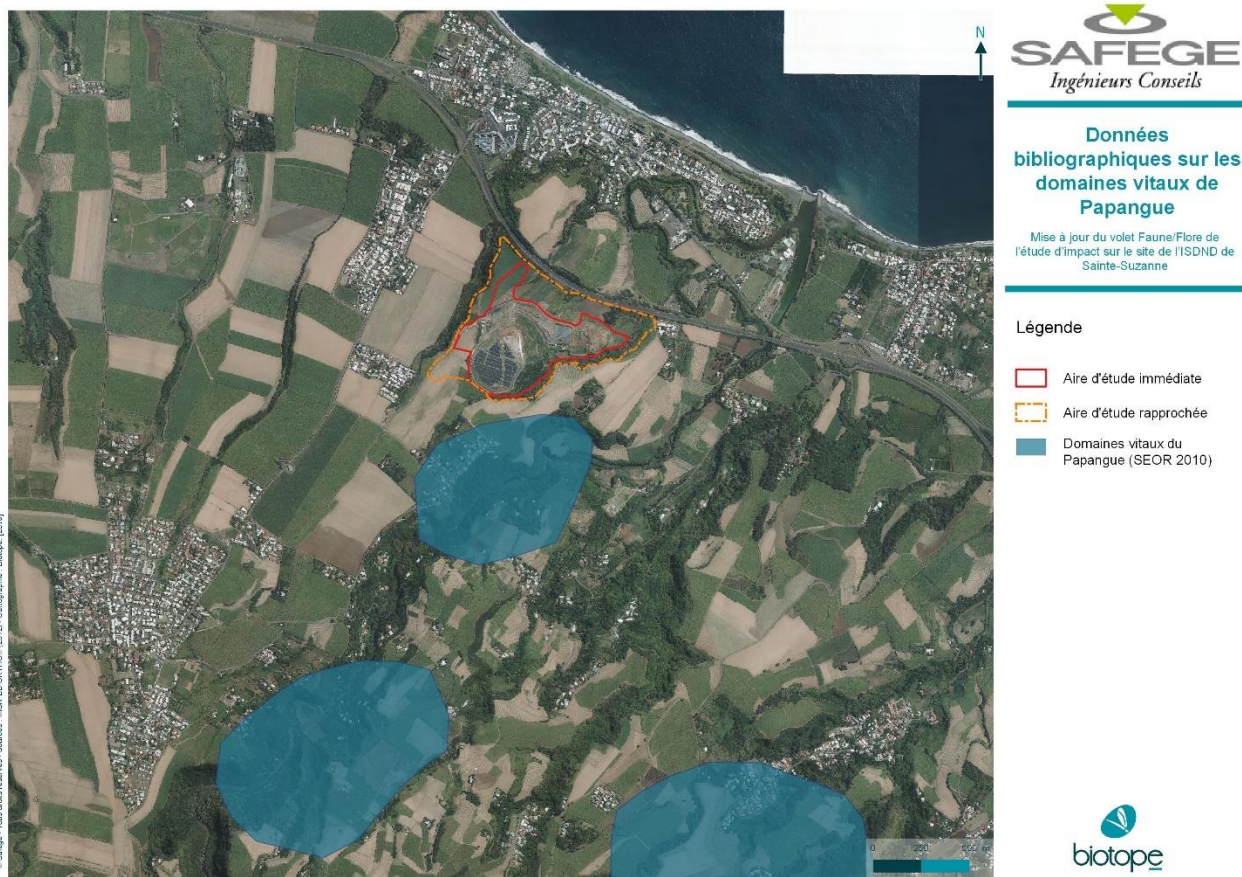 N
SAFEGE
Ingénieurs Conseils
Données
bibliographiques sur les
domaines vitaux de
Papangue
Mise à jour du volet Faune/Flore de
l'étude d'impact sur le site de l'ISDND de
Sainte-Suzanne
Légende
Aire d'étude immédiate
Aire d'étude rapprochée
Domaines vitaux du
Papangue (SEOR 2010)
0
m
biotope